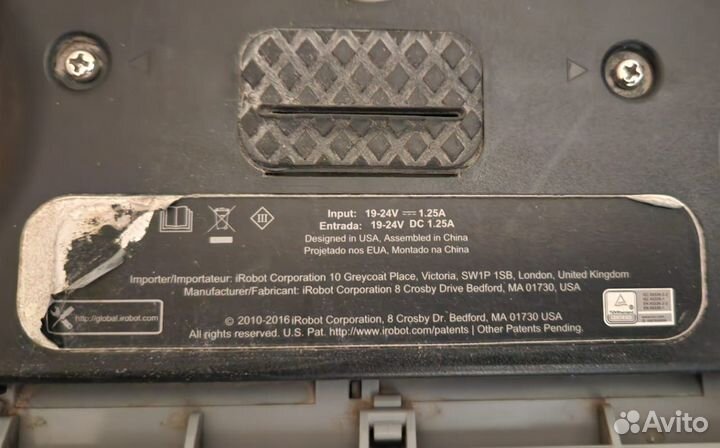 III
Input: 19-24V ⎓ 1.25A
Entrada: 19-24V DC 1.25A
Designed in USA, Assembled in China
Projetado nos EUA, Montado na China
Importer/Importateur: iRobot Corporation 10 Greycoat Place, Victoria, SW1P 1SB, London, United Kingdom
Manufacturer/Fabricant: iRobot Corporation 8 Crosby Drive Bedford, MA 01730, USA
http://global.irobot.com
© 2010-2016 iRobot Corporation, 8 Crosby Dr. Bedford, MA 01730 USA
All rights reserved. U.S. Pat. http://www.irobot.com/patents | Other Patents Pending.
Avito